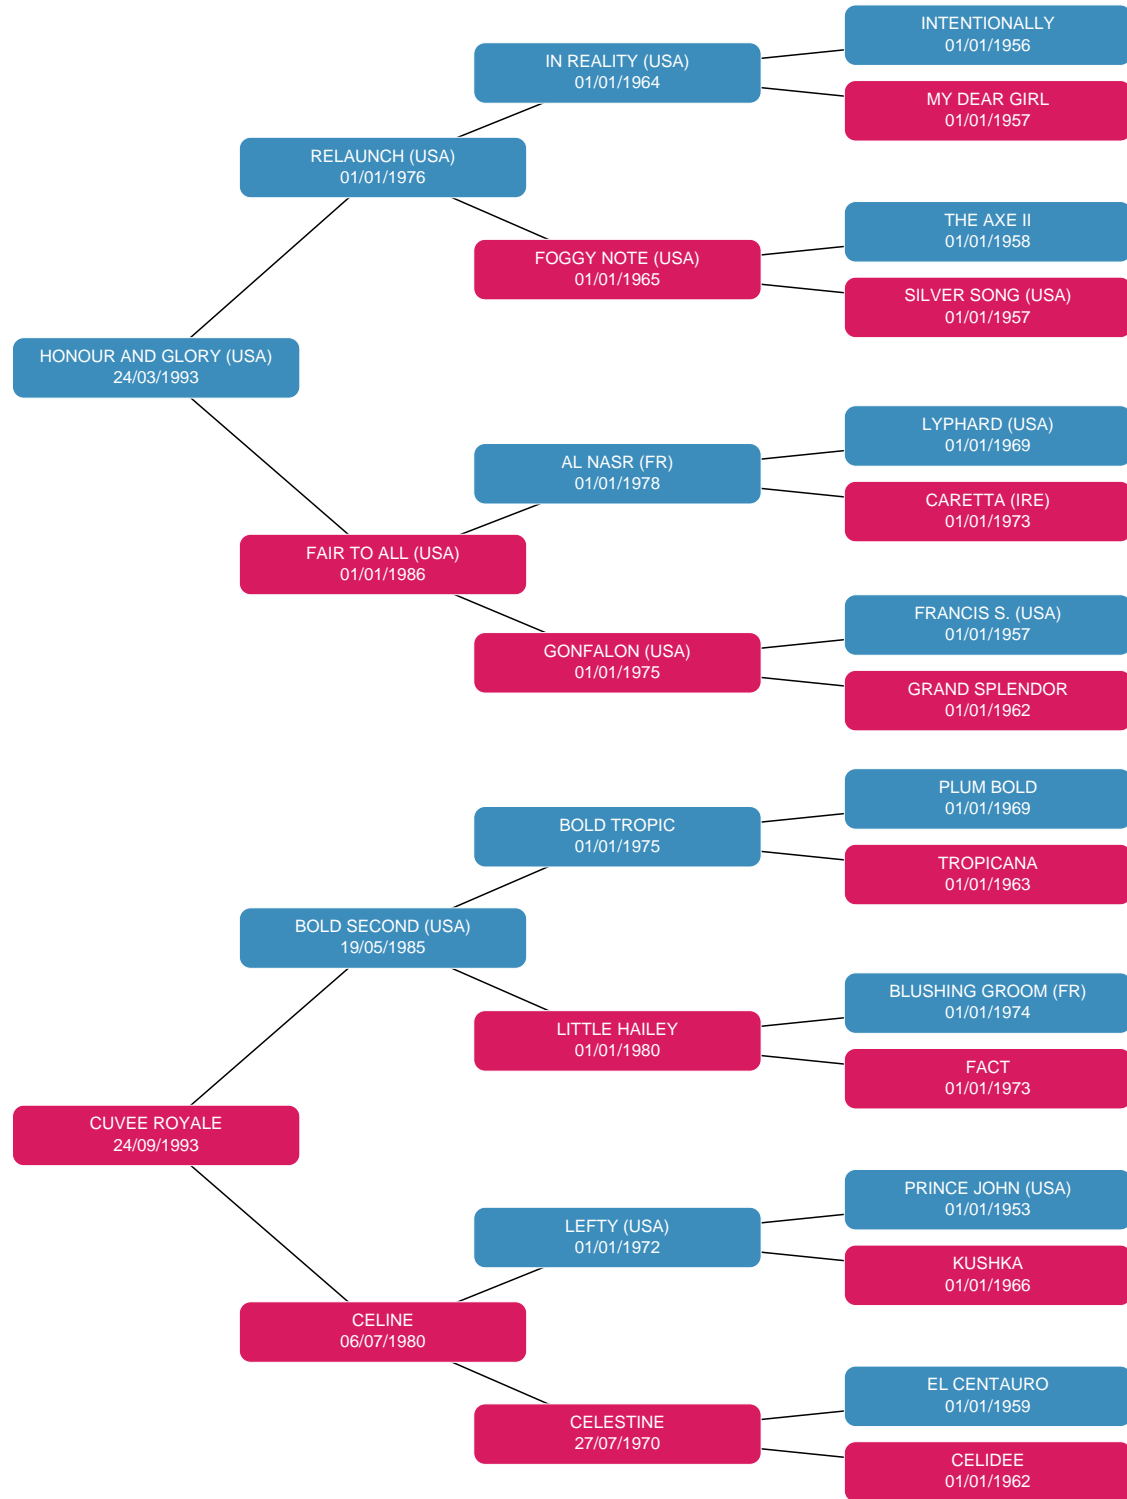 INTENTIONALLY
01/01/1956
IN REALITY (USA)
01/01/1964
MY DEAR GIRL
01/01/1957
RELAUNCH (USA)
01/01/1976
THE AXE II
01/01/1958
FOGGY NOTE (USA)
01/01/1965
SILVER SONG (USA)
01/01/1957
HONOUR AND GLORY (USA)
24/03/1993
LYPHARD (USA)
01/01/1969
AL NASR (FR)
01/01/1978
CARETTA (IRE)
01/01/1973
FAIR TO ALL (USA)
01/01/1986
FRANCIS S. (USA)
01/01/1957
GONFALON (USA)
01/01/1975
GRAND SPLENDOR
01/01/1962
PLUM BOLD
01/01/1969
BOLD TROPIC
01/01/1975
TROPICANA
01/01/1963
BOLD SECOND (USA)
19/05/1985
BLUSHING GROOM (FR)
01/01/1974
LITTLE HAILEY
01/01/1980
FACT
01/01/1973
CUVEE ROYALE
24/09/1993
PRINCE JOHN (USA)
01/01/1953
LEFTY (USA)
01/01/1972
KUSHKA
01/01/1966
CELINE
06/07/1980
EL CENTAURO
01/01/1959
CELESTINE
27/07/1970
CELIDEE
01/01/1962